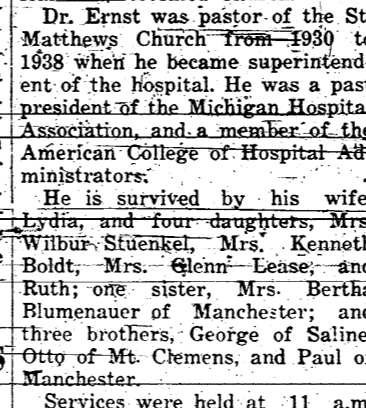 Dr. Ernst was pastor of the St
Matthews Church from 1930 to
1938 when he became superintend-
ent of the hospital. He was a pas
president of the Michigan Hospita
Association, and a member of the
American College of Hospital Ad-
ministrators.
He is survived by his wife
Lydia, and four daughters, Mrs
Wilbur Stuenkel, Mrs. Kenneth
Boldt, Mrs. Glenn Lease, and
Ruth; one sister, Mrs. Bertha
Blumenauer of Manchester; and
three brothers, George of Saline
Otto of Mt. Clemens, and Paul o
Manchester.
Services were held at 11 a.m